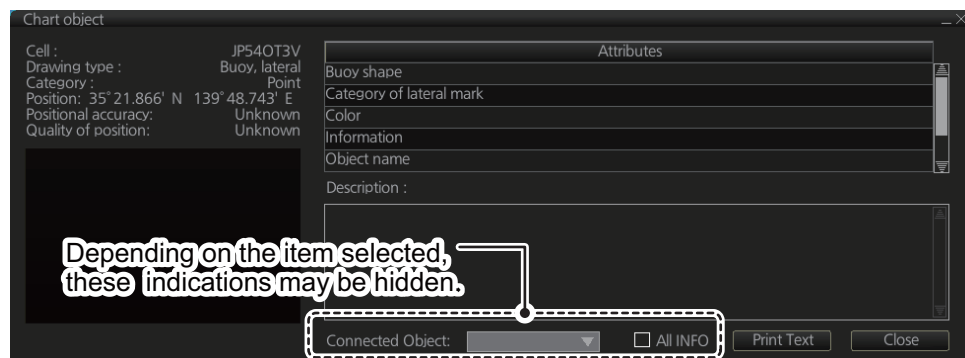 Chart object
Cell : JP54OT3V
Drawing type : Buoy, lateral
Category : Point
Position: 35°21.866' N 139°48.743' E
Positional accuracy: Unknown
Quality of position: Unknown
Attributes
Buoy shape
Category of lateral mark
Color
Information
Object name
Description :
Depending on the item selected,
these indications may be hidden.
Connected Object:
All INFO
Print Text
Close